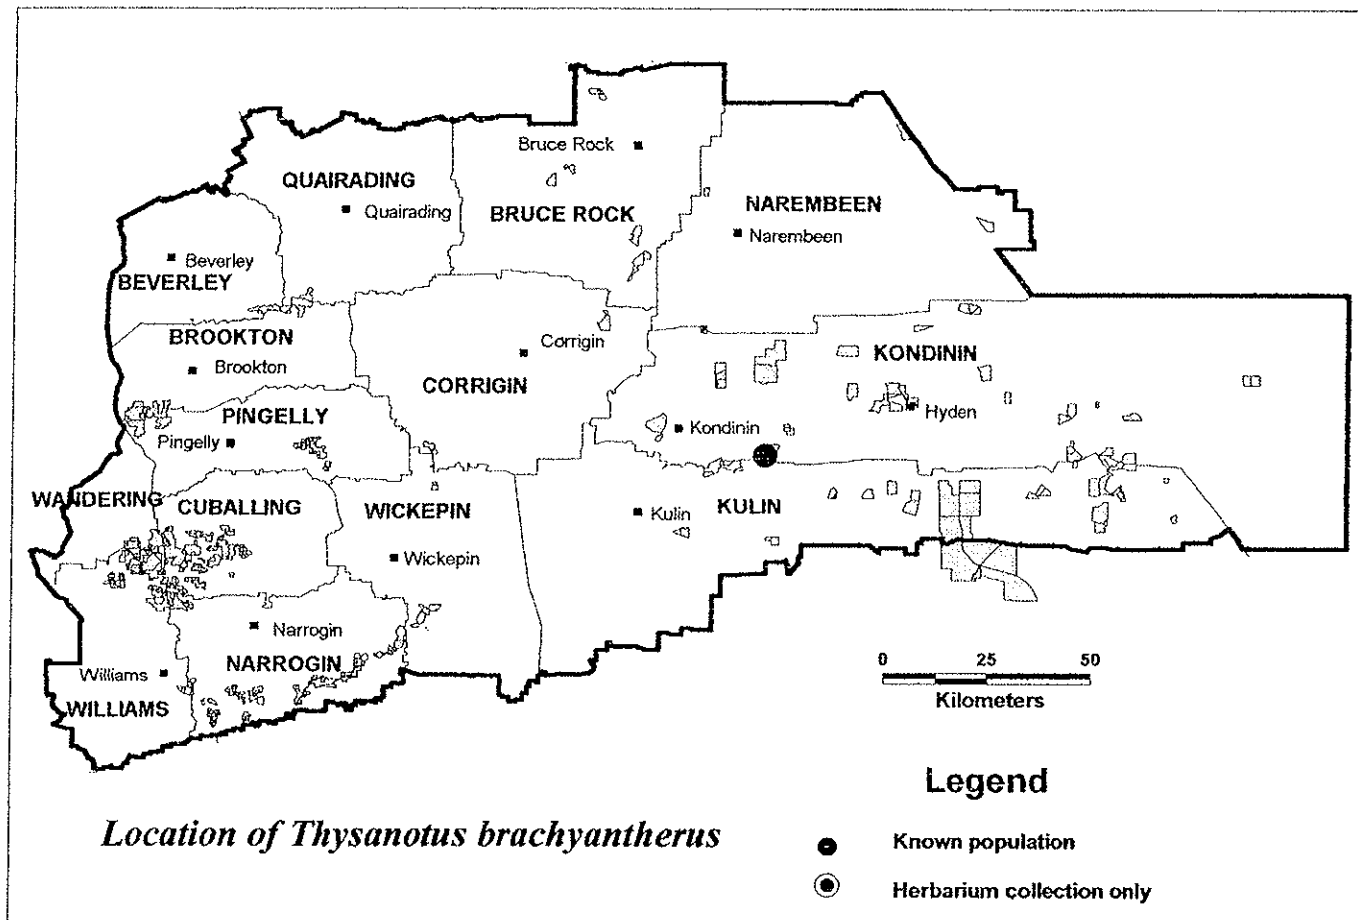 Bruce Rock
QUAIRADING
Quairading
BRUCE ROCK
NAREMBEEN
Narembeen
Beverley
BEVERLEY
BROOKTON
Brookton
Corrigin
CORRIGIN
KONDININ
Hyden
PINGELLY
Pingelly
Kondinin
WANDERING
CUBALLING
WICKEPIN
Wickepin
Kulin
KULIN
Narrogin
NARROGIN
Williams
WILLIAMS
0 25 50
Kilometers
Legend
Location of Thysanotus brachyantherus
Known population
Herbarium collection only